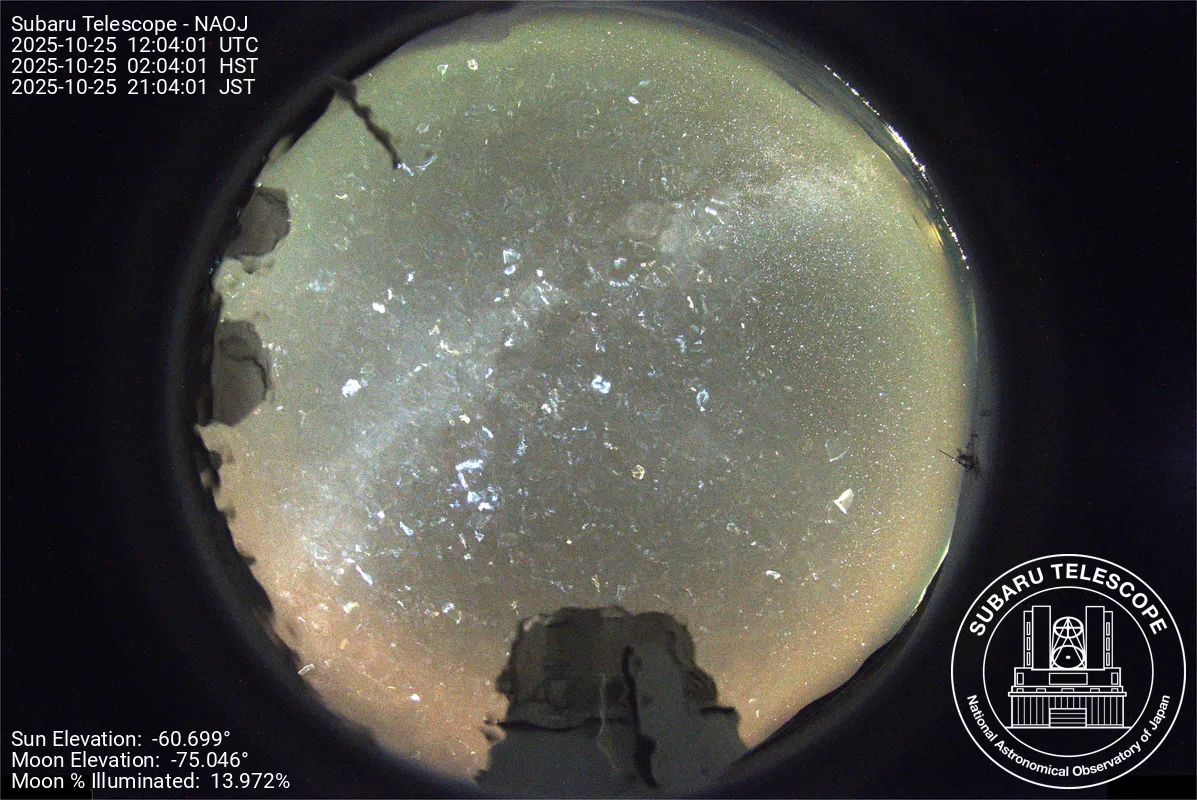 Subaru Telescope - NAOJ
2025-10-25 12:04:01 UTC
2025-10-25 02:04:01 HST
2025-10-25 21:04:01 JST
Sun Elevation: -60.699°
Moon Elevation: -75.046°
Moon % Illuminated: 13.972%
SUBARU TELESCOPE
National Astronomical Observatory of Japan